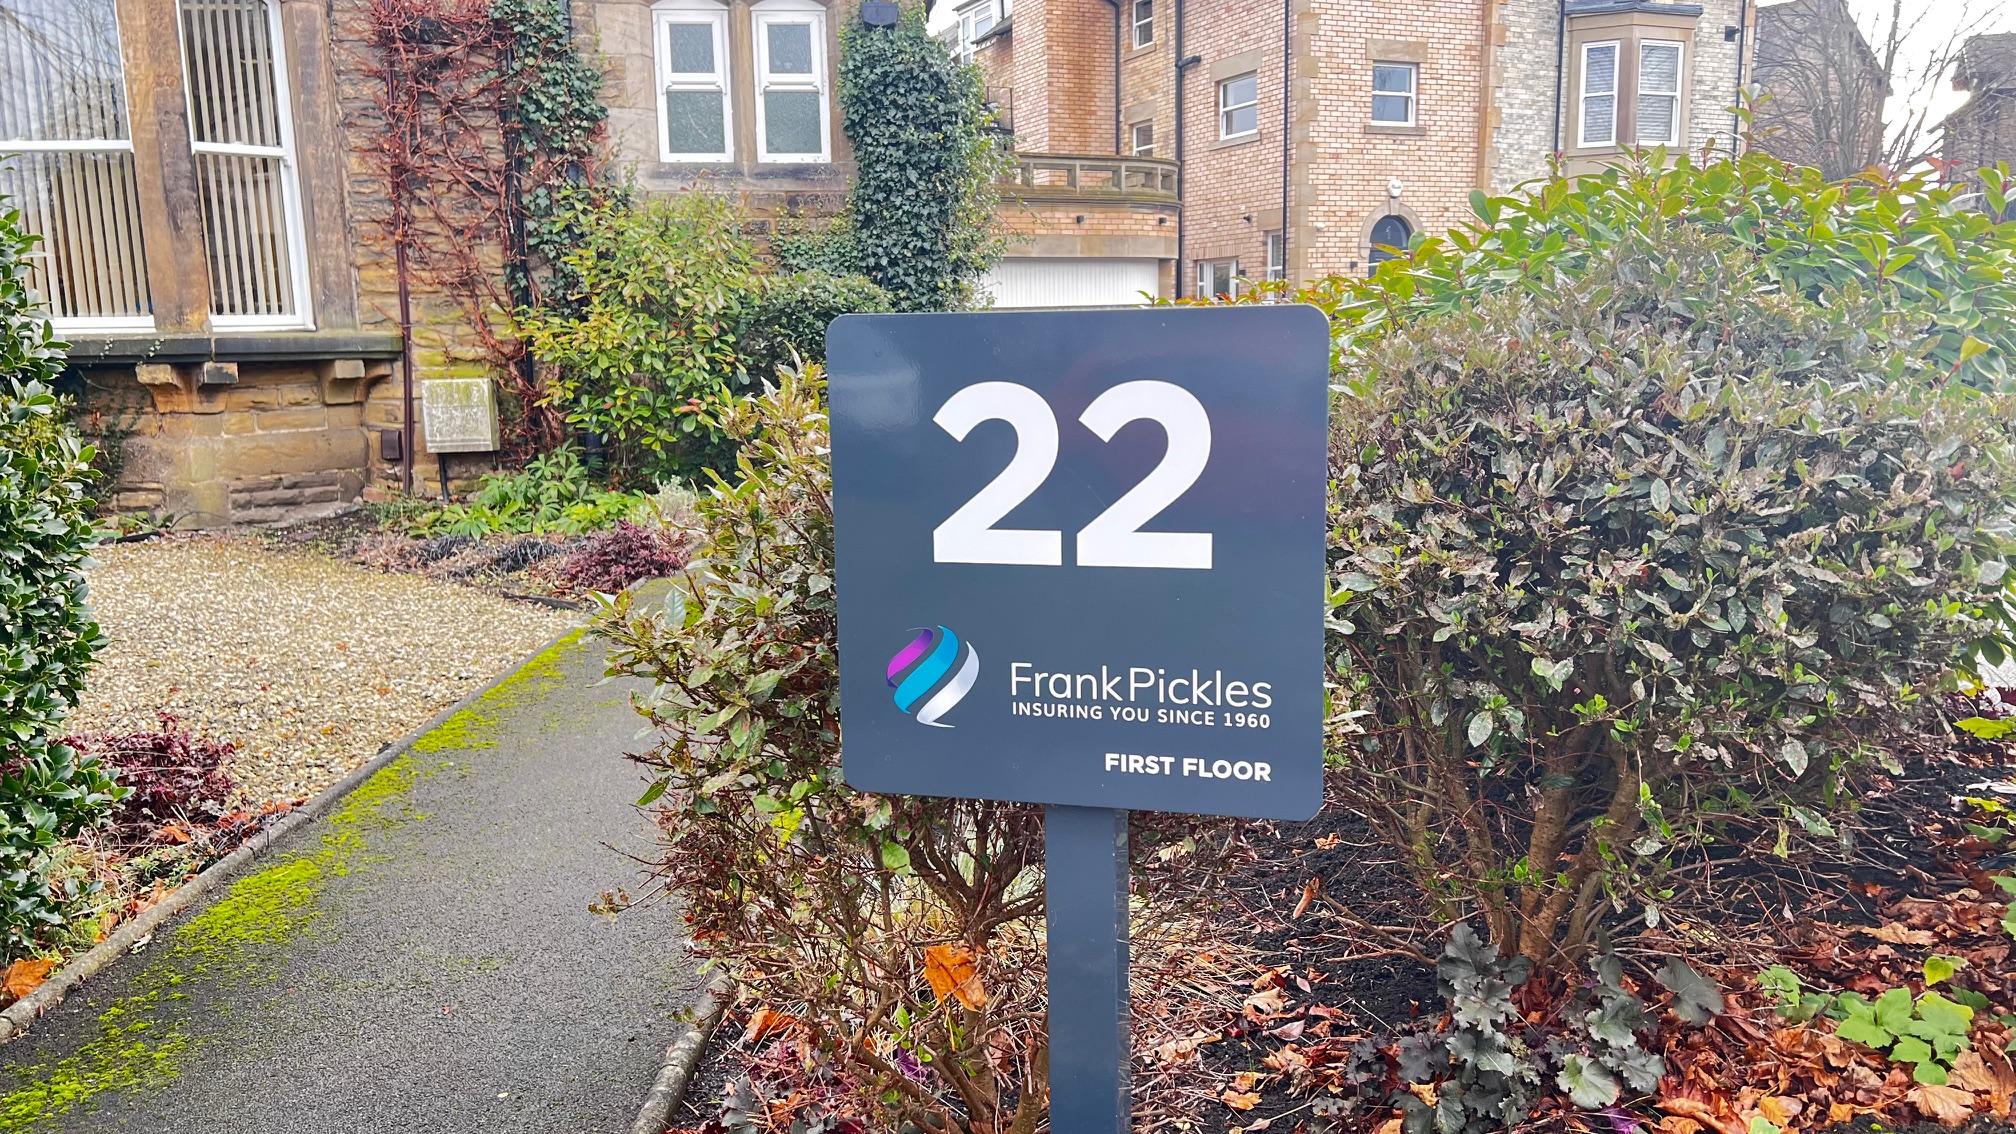 22
FrankPickles
INSURING YOU SINCE 1960
FIRST FLOOR